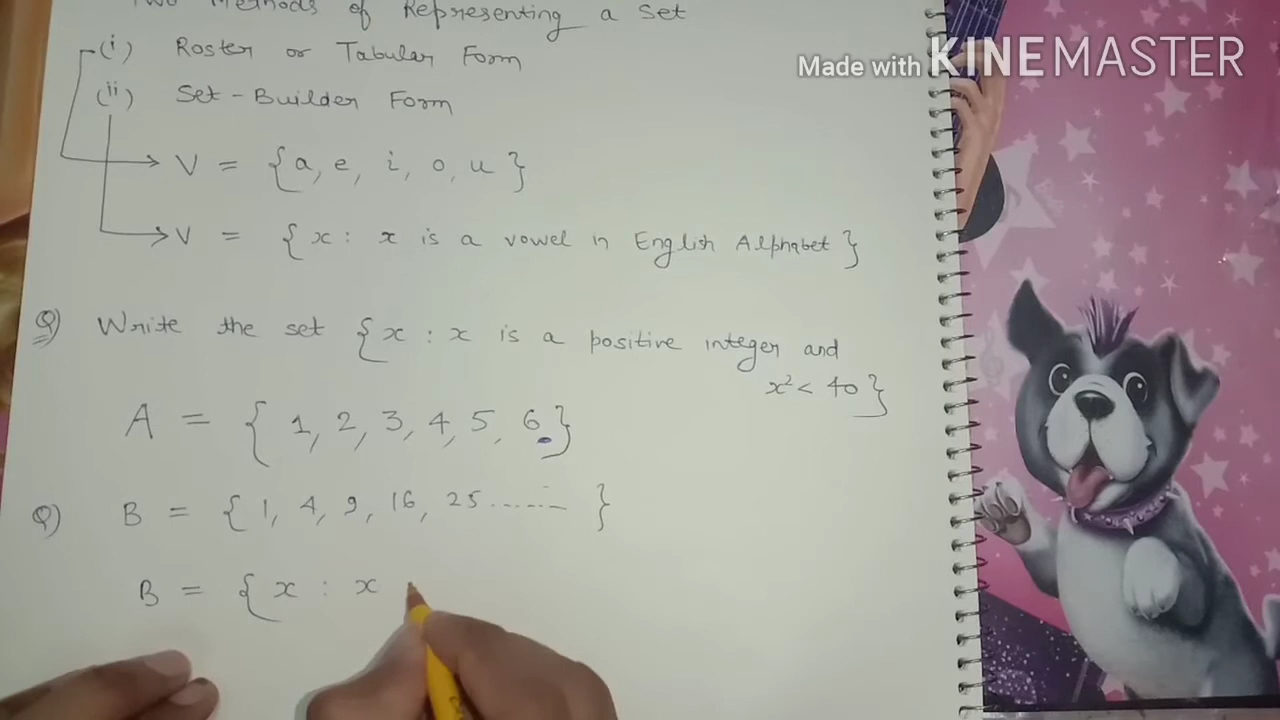 Two Methods of Representing a Set
Made with KINEMASTER
(i) Roster or Tabular Form
(ii) Set-Builder Form
V = {a, e, i, o, u}
V = {x : x is a vowel in English Alphabet}
Q) Write the set {x : x is a positive integer and
x² < 40}
A = {1, 2, 3, 4, 5, 6}
Q) B = {1, 4, 9, 16, 25....... }
B = {x : x